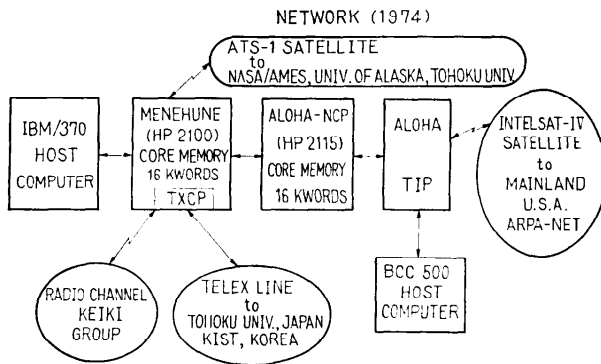 NETWORK (1974)
ATS-1 SATELLITE
to
NASA/AMES, UNIV. OF ALASKA, TOHOKU UNIV.
IBM/370
HOST
COMPUTER
MENEHUNE
(HP 2100)
CORE MEMORY
16 KWORDS
TXCP
ALOHA-NCP
(HP 2115)
CORE MEMORY
16 KWORDS
ALOHA
TIP
INTELSAT-IV
SATELLITE
to
MAINLAND
U.S.A.
ARPA-NET
RADIO CHANNEL
KEIKI
GROUP
TELEX LINE
to
TOHOKU UNIV., JAPAN
KIST, KOREA
BCC 500
HOST
COMPUTER